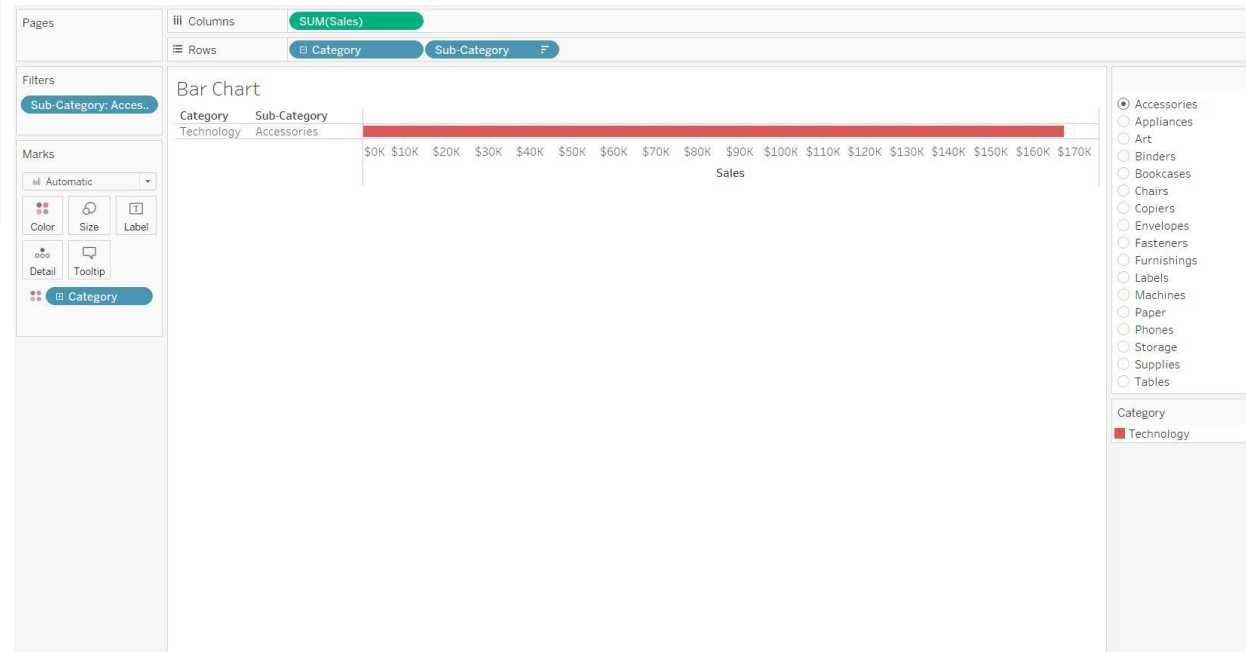 Pages
Columns SUM(Sales)
Rows Category Sub-Category
Filters
Sub-Category: Acces..
Marks
Automatic
Color Size Label
Detail Tooltip
Category
Bar Chart
Category Sub-Category
Technology Accessories
$0K $10K $20K $30K $40K $50K $60K $70K $80K $90K $100K $110K $120K $130K $140K $150K $160K $170K
Sales
Accessories
Appliances
Art
Binders
Bookcases
Chairs
Copiers
Envelopes
Fasteners
Furnishings
Labels
Machines
Paper
Phones
Storage
Supplies
Tables
Category
Technology